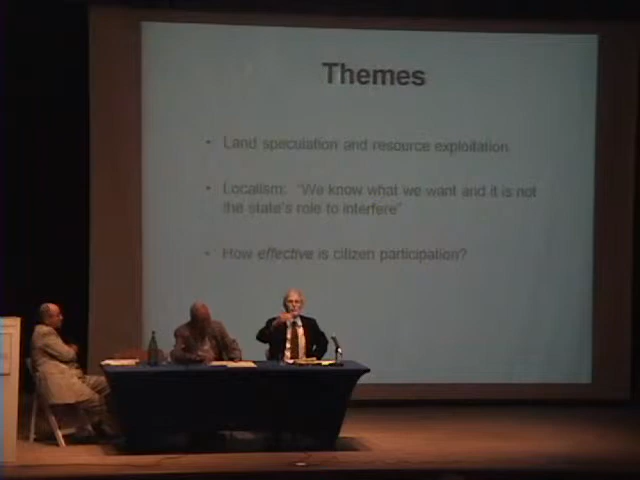 Themes
• Land speculation and resource exploitation
• Localism: "We know what we want and it is not
the state's role to interfere"
• How effective is citizen participation?